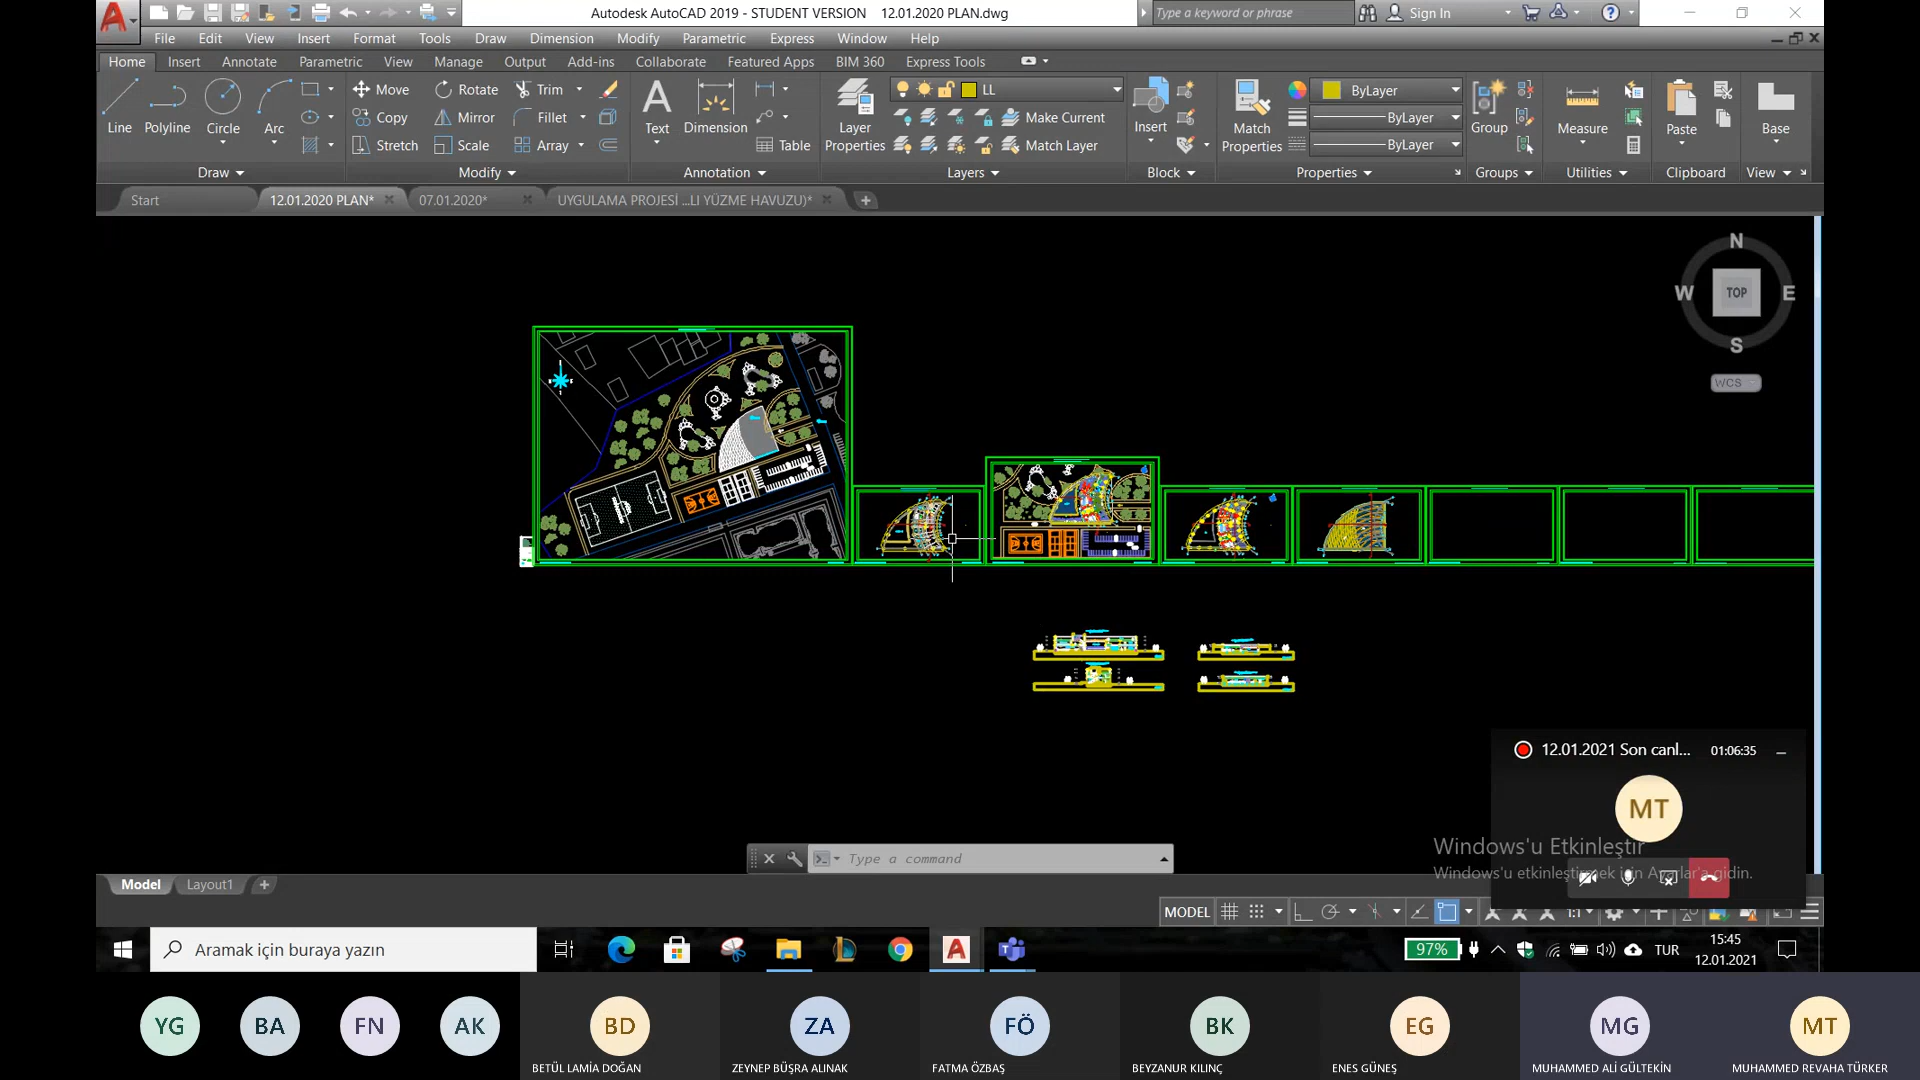 Autodesk AutoCAD 2019 - STUDENT VERSION 12.01.2020 PLAN.dwg
Type a keyword or phrase
Sign In
File Edit View Insert Format Tools Draw Dimension Modify Parametric Express Window Help
Home Insert Annotate Parametric View Manage Output Add-ins Collaborate Featured Apps BIM 360 Express Tools
Line Polyline Circle Arc
Move Rotate Trim
Copy Mirror Fillet
Stretch Scale Array
Text Dimension Table
Layer Properties
LL
Make Current
Match Layer
Insert
Match Properties
ByLayer
ByLayer
ByLayer
Group
Measure
Paste
Base
Draw Modify Annotation Layers Block Properties Groups Utilities Clipboard View
Start 12.01.2020 PLAN* 07.01.2020* UYGULAMA PROJESİ ...LI YÜZME HAVUZU)*
N
W TOP E
S
WCS
12.01.2021 Son canl... 01:06:35
MT
Windows'u Etkinleştir
Windows'u etkinleştirmek için Ayarlar'a gidin.
Type a command
Model Layout1
MODEL 1:1
Aramak için buraya yazın
97%
TUR
15:45
12.01.2021
YG BA FN AK BD ZA FÖ BK EG MG MT
BETÜL LAMİA DOĞAN ZEYNEP BÜŞRA ALINAK FATMA ÖZBAŞ BEYZANUR KILINÇ ENES GÜNEŞ MUHAMMED ALİ GÜLTEKİN MUHAMMED REVAHA TÜRKER